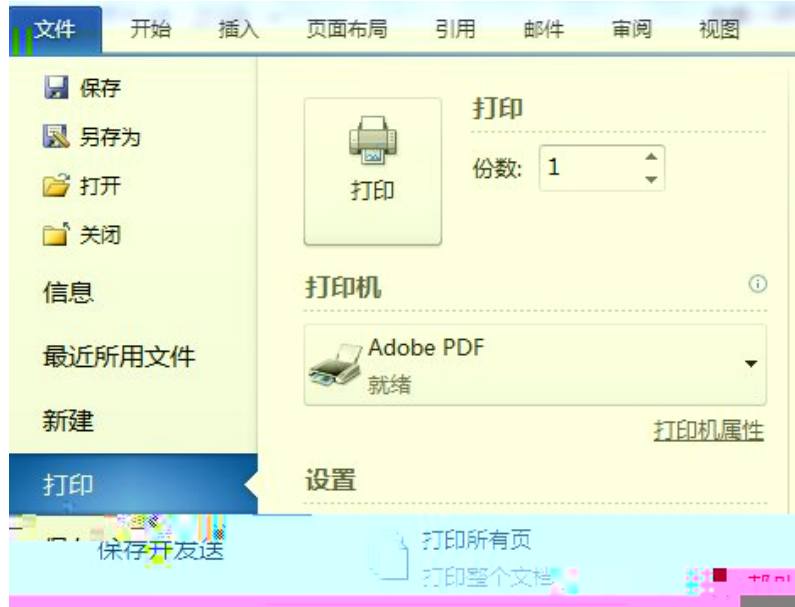 文件 开始 插入 页面布局 引用 邮件 审阅 视图
保存
另存为
打开
关闭
信息
最近所用文件
新建
打印
保存并发送
打印
打印
份数: 1
打印机
Adobe PDF
就绪
打印机属性
设置
打印所有页
打印整个文档